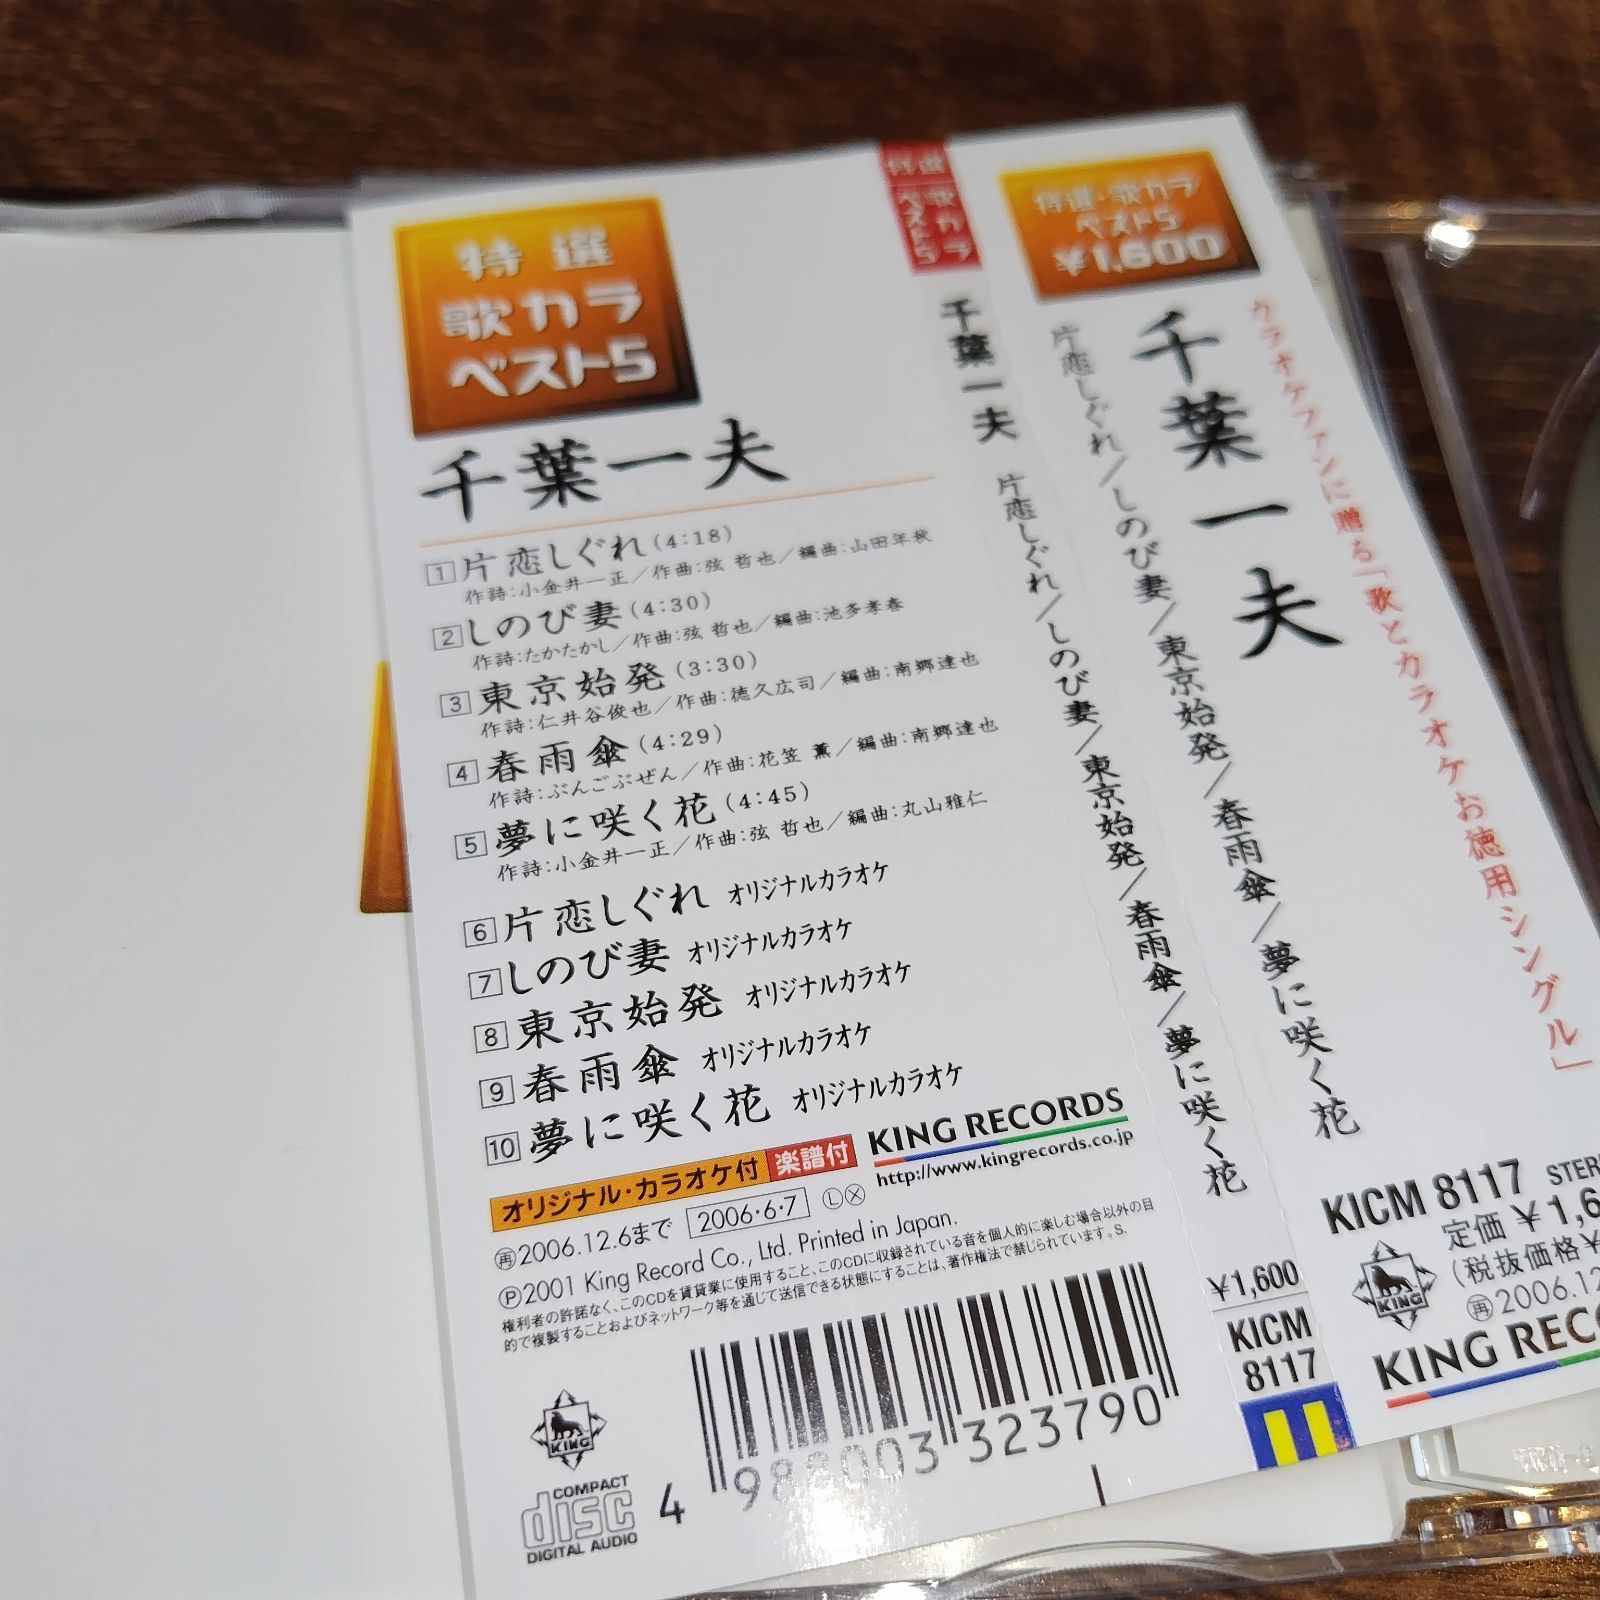 特選
歌カラ
ベスト5
千葉一夫
1 片恋しぐれ(4:18)
作詩:小金井一正/作曲:弦 哲也/編曲:山田年秋
2 しのび妻(4:30)
作詩:たかたかし/作曲:弦 哲也/編曲:池多孝春
3 東京始発(3:30)
作詩:仁井谷俊也/作曲:徳久広司/編曲:南郷達也
4 春雨傘(4:29)
作詩:ぶんごぶぜん/作曲:花笠 薫/編曲:南郷達也
5 夢に咲く花(4:45)
作詩:小金井一正/作曲:弦 哲也/編曲:丸山雅仁
6 片恋しぐれ オリジナルカラオケ
7 しのび妻 オリジナルカラオケ
8 東京始発 オリジナルカラオケ
9 春雨傘 オリジナルカラオケ
10 夢に咲く花 オリジナルカラオケ
オリジナル・カラオケ付 楽譜付
KING RECORDS
http://www.kingrecords.co.jp
再2006.12.6まで 2006・6・7 Ⓛ Ⓧ
Ⓟ2001 King Record Co., Ltd. Printed in Japan.
権利者の許諾なく、このCDを賃貸業に使用すること、このCDに収録されている音を個人的に楽しむ場合以外の目
的で複製することおよびネットワーク等を通じて送信できる状態にすることは、著作権法で禁じられています。S.
KING
COMPACT
disc
DIGITAL AUDIO
4 988003 323790
特選
歌カラ
ベスト5
千葉一夫 片恋しぐれ/しのび妻/東京始発/春雨傘/夢に咲く花
¥1,600
KICM
8117
特選・歌カラ
ベスト5
¥1,600
カラオケファンに贈る「歌とカラオケお徳用シングル」
千葉一夫
片恋しぐれ/しのび妻/東京始発/春雨傘/夢に咲く花
KICM 8117 STER
定価¥1,6
(税抜価格¥
再2006.12
KING
KING REC